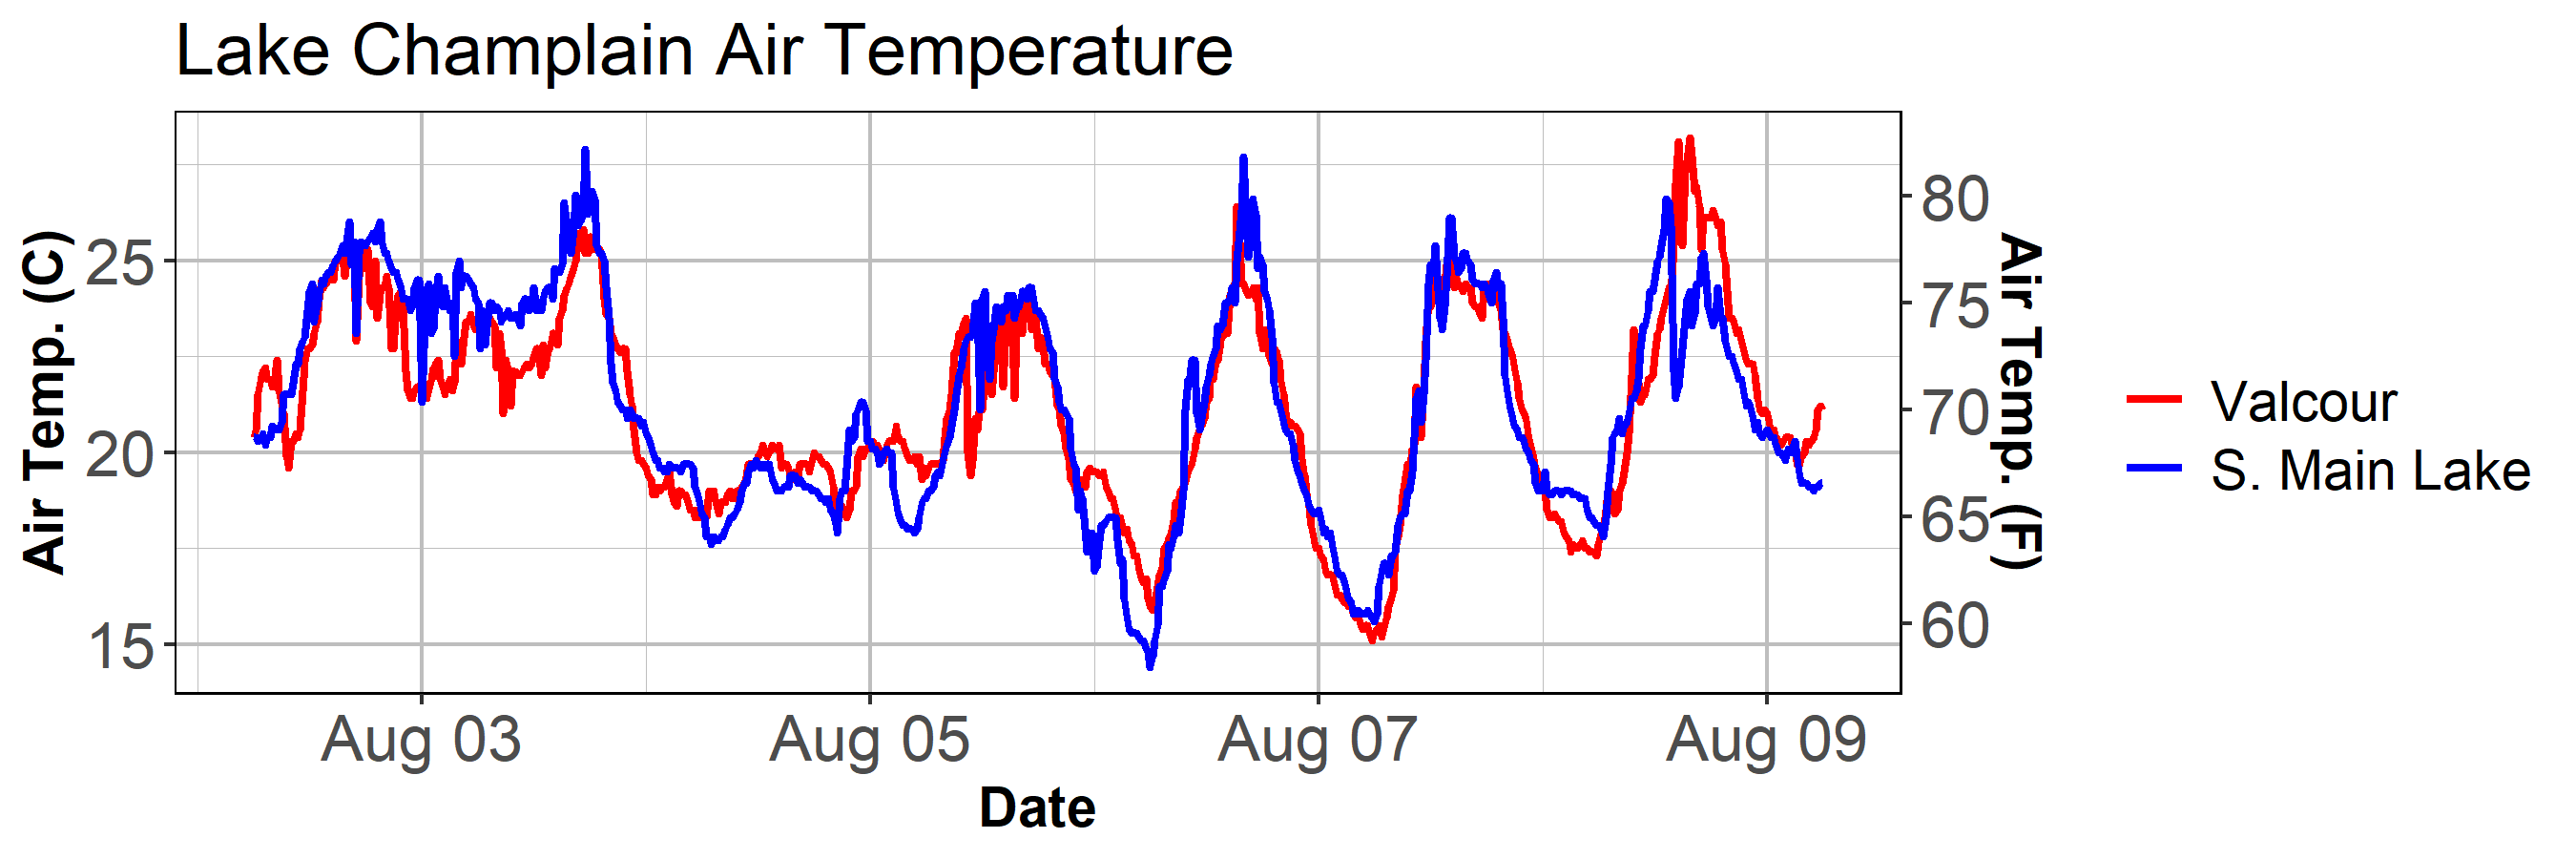 Lake Champlain Air Temperature
Air Temp. (C)
25
20
15
80
75
70
65
60
Air Temp. (F)
Aug 03
Aug 05
Aug 07
Aug 09
Date
Valcour
S. Main Lake